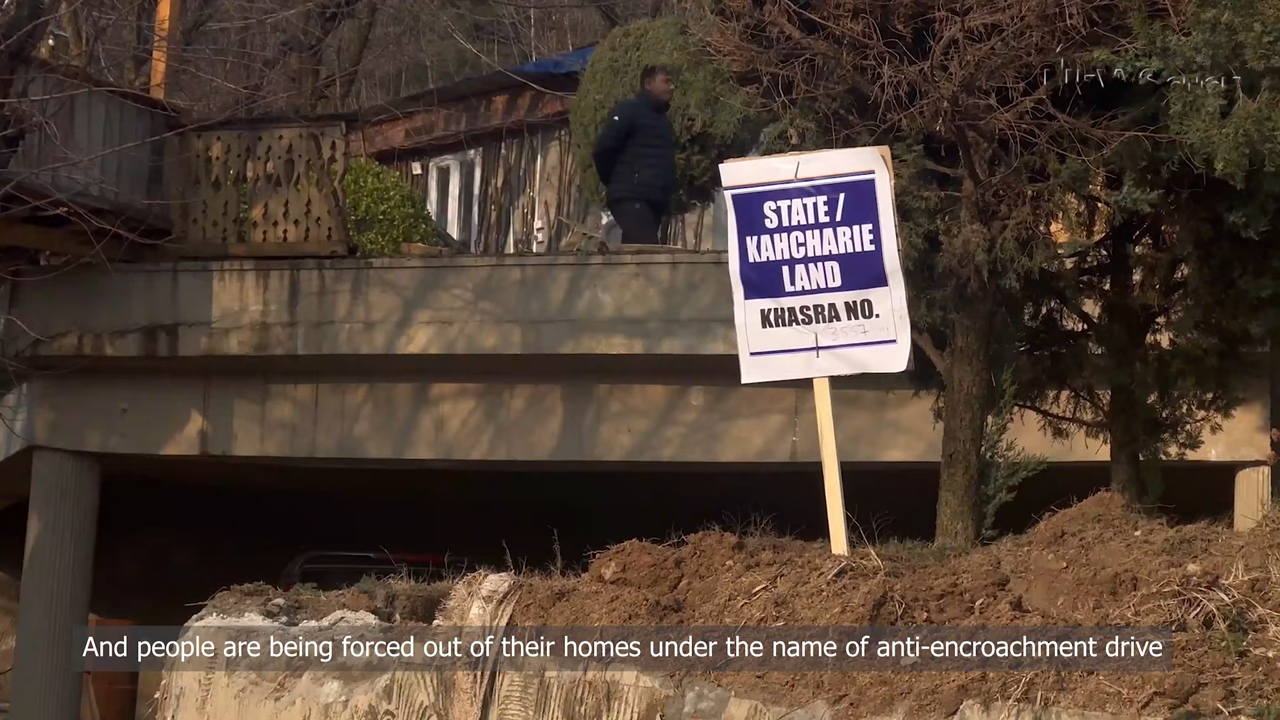 STATE /
KAHCHARIE
LAND
KHASRA NO.
And people are being forced out of their homes under the name of anti-encroachment drive